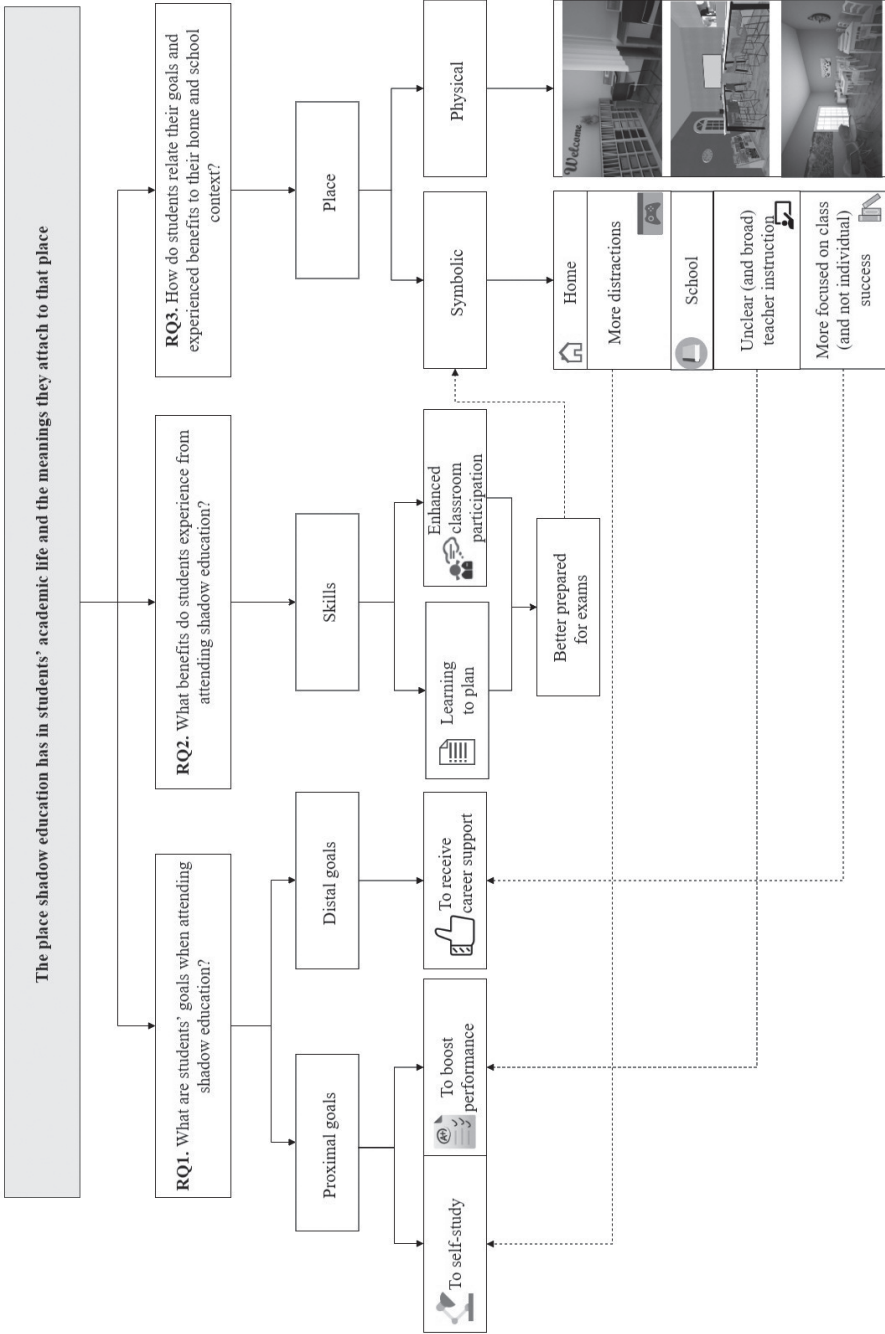 The place shadow education has in students’ academic life and the meanings they attach to that place
RQ1. What are students’ goals when attending
shadow education?
RQ2. What benefits do students experience from
attending shadow education?
RQ3. How do students relate their goals and
experienced benefits to their home and school
context?
Proximal goals
Distal goals
Skills
Place
To self-study
To boost
performance
A+
To receive
career support
Learning
to plan
Enhanced
classroom
participation
Symbolic
Physical
Better prepared
for exams
Home
More distractions
School
Unclear (and broad)
teacher instruction
More focused on class
(and not individual)
success
Welcome